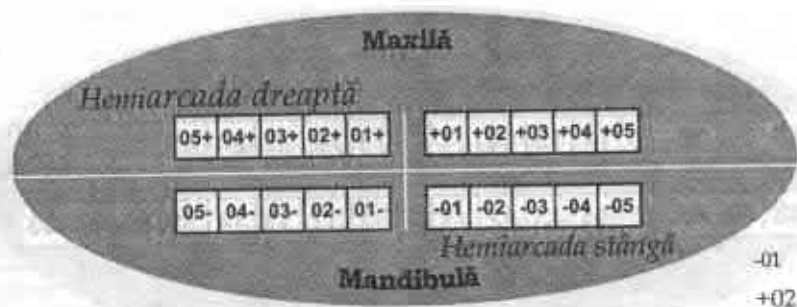 Maxilă
Hemiarcada dreaptă
05+ 04+ 03+ 02+ 01+ +01 +02 +03 +04 +05
05- 04- 03- 02- 01- -01 -02 -03 -04 -05
Hemiarcada stângă
Mandibulă
-01
+02